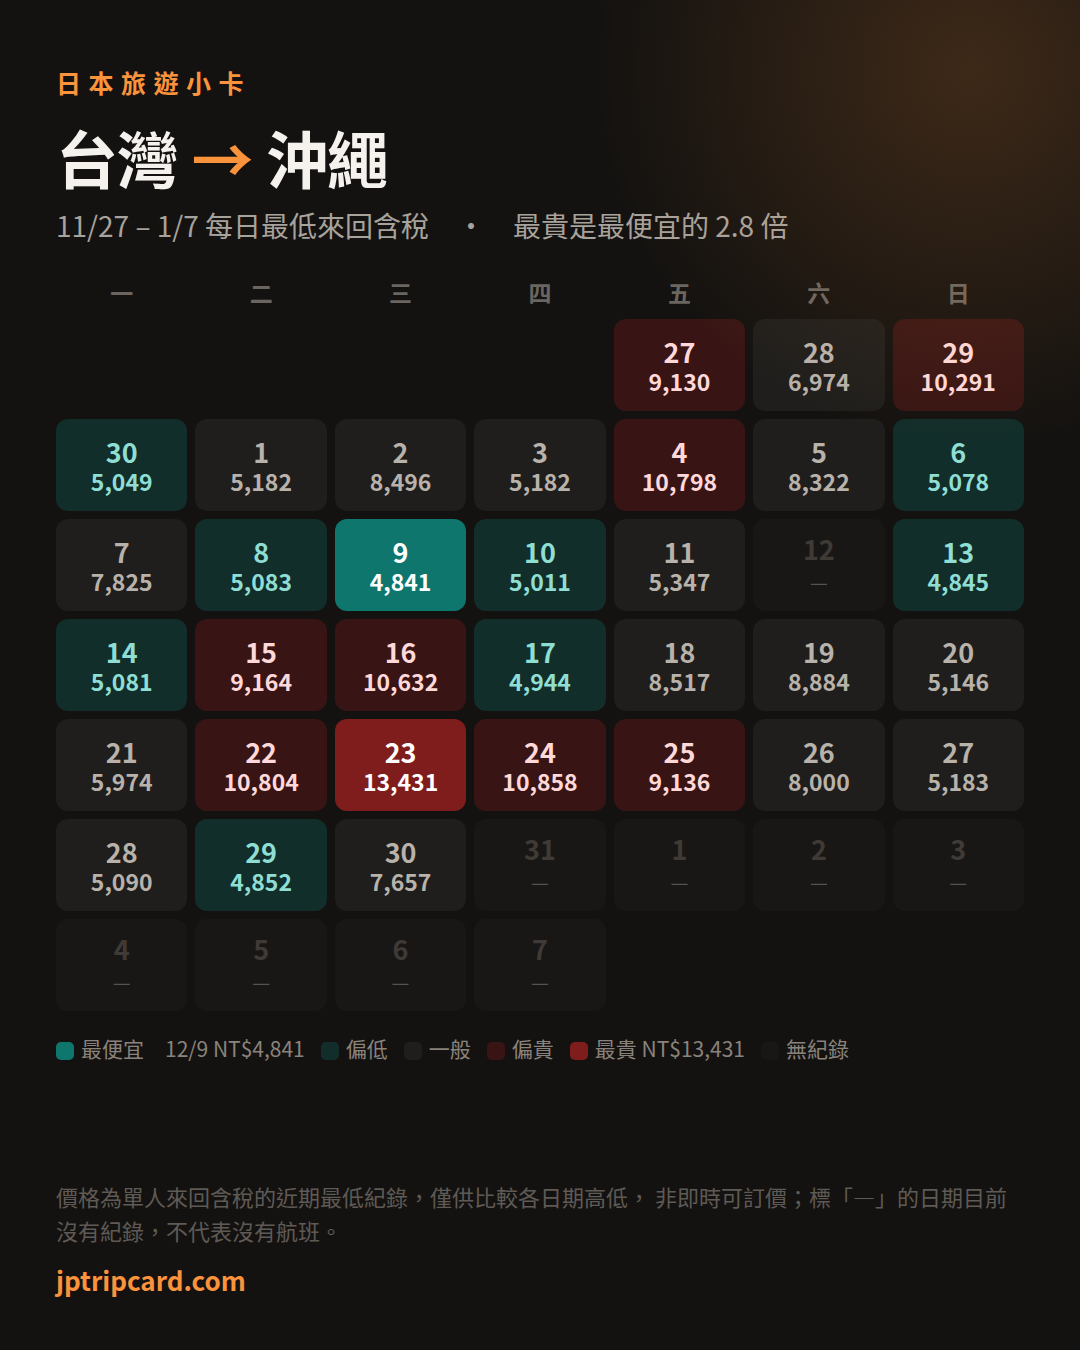 日本旅遊小卡
台灣 → 沖繩
11/27 – 1/7 每日最低來回含稅 • 最貴是最便宜的 2.8 倍
一 二 三 四 五 六 日
27 28 29
9,130 6,974 10,291
30 1 2 3 4 5 6
5,049 5,182 8,496 5,182 10,798 8,322 5,078
7 8 9 10 11 12 13
7,825 5,083 4,841 5,011 5,347 — 4,845
14 15 16 17 18 19 20
5,081 9,164 10,632 4,944 8,517 8,884 5,146
21 22 23 24 25 26 27
5,974 10,804 13,431 10,858 9,136 8,000 5,183
28 29 30 31 1 2 3
5,090 4,852 7,657 — — — —
4 5 6 7
— — — —
最便宜 12/9 NT$4,841 偏低 一般 偏貴 最貴 NT$13,431 無紀錄
價格為單人來回含稅的近期最低紀錄，僅供比較各日期高低， 非即時可訂價；標「—」的日期目前
沒有紀錄，不代表沒有航班。
jptripcard.com